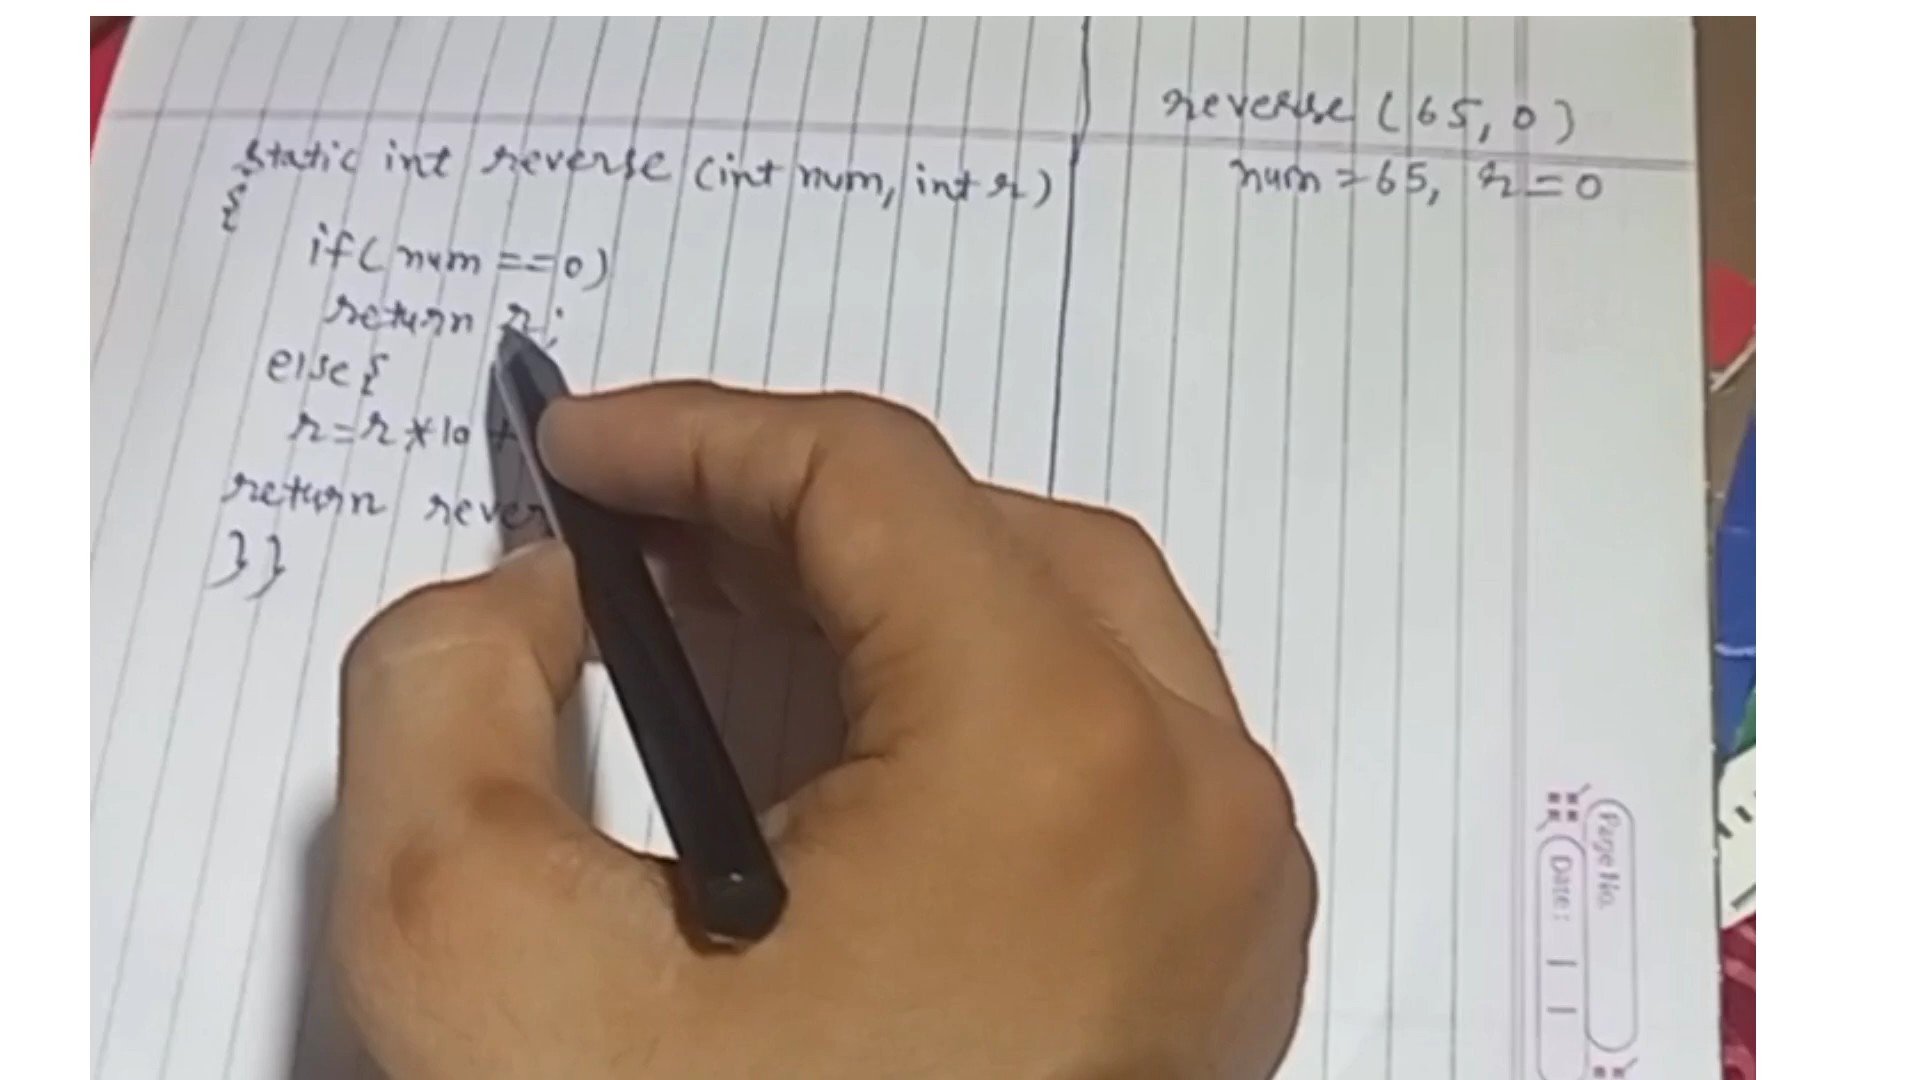 static int reverse (int num, int r)
{
if( num ==0)
return r;
else {
r=r*10 +
return rever
}}
reverse (65, 0)
num = 65, r=0
Page No.
Date: